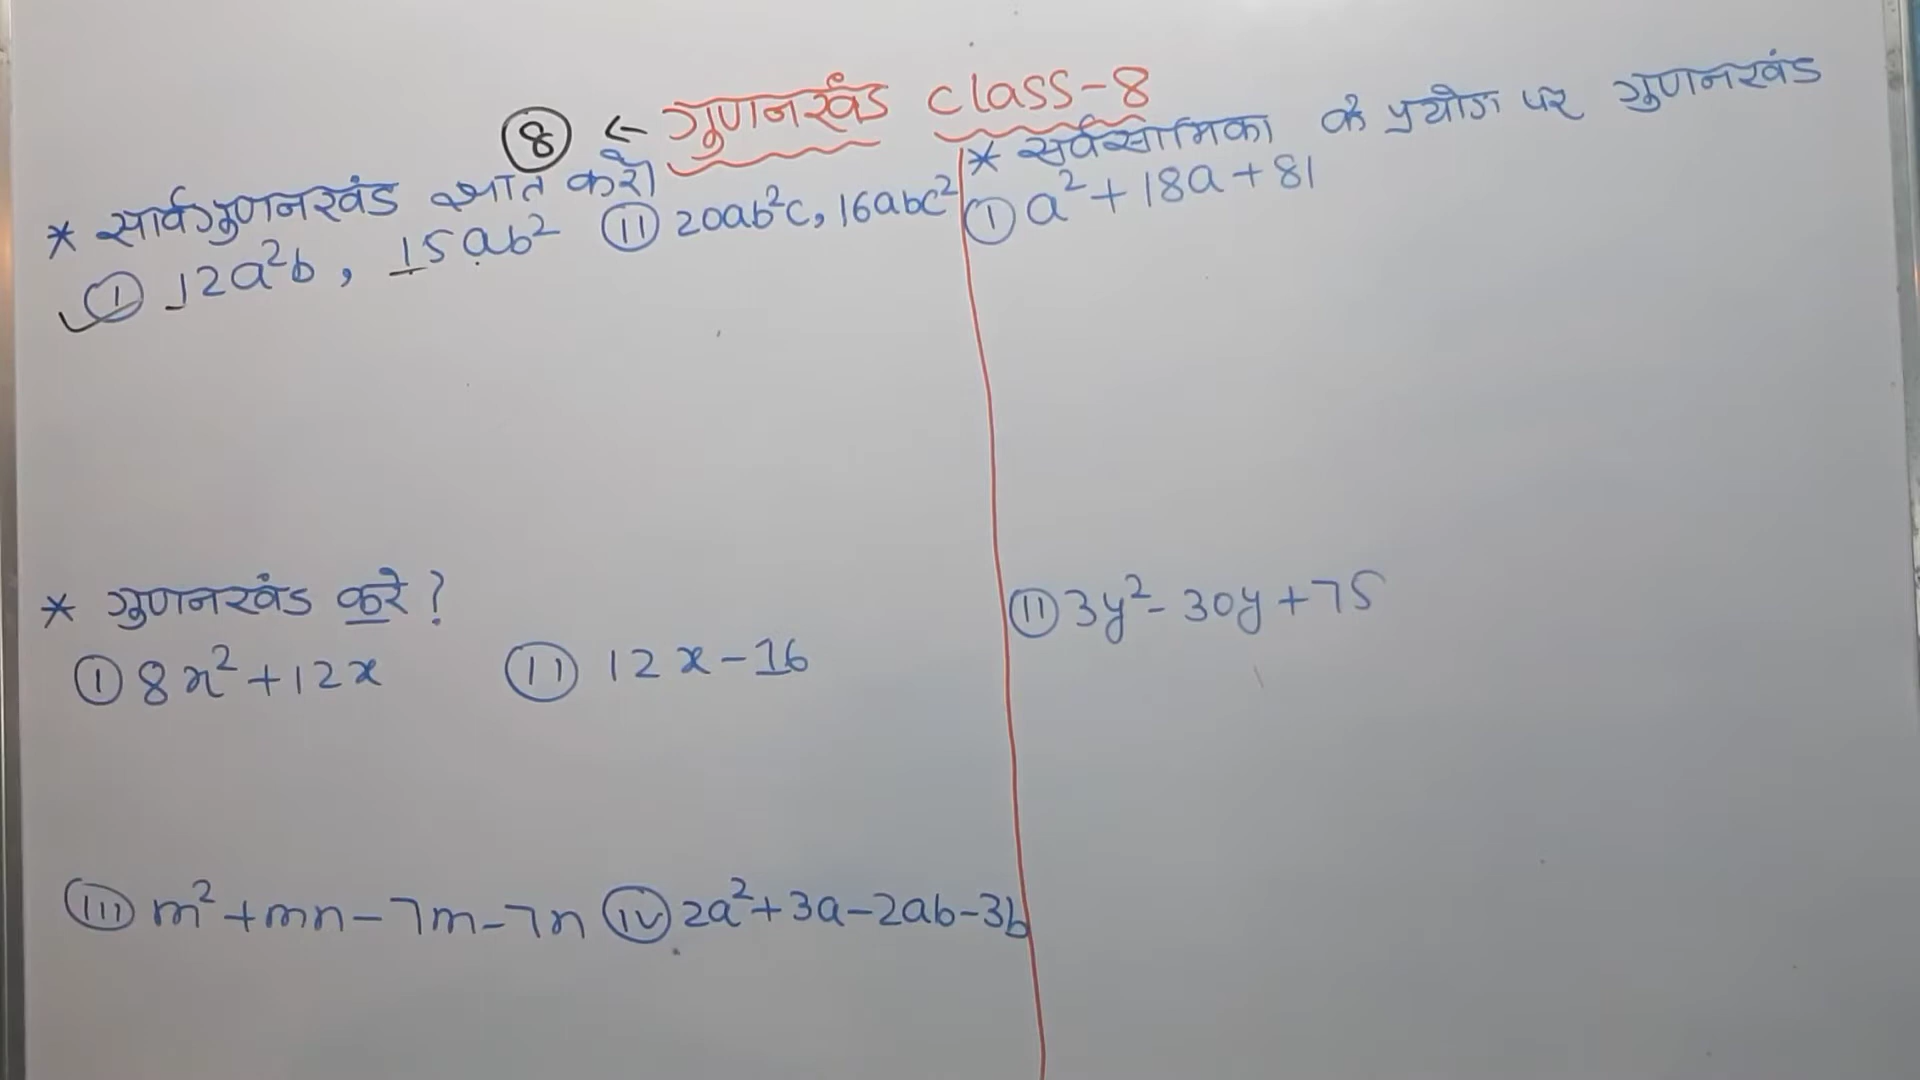 ⑧ ← गुणनखंड class-8
* सार्वगुणनखंड ज्ञात करो
① 12a²b, 15ab² ⑪ 20ab²c, 16abc²
* गुणनखंड करे?
① 8x²+12x ⑪ 12x-16
(iii) m²+mn-7m-7n (iv) 2a²+3a-2ab-3b
* सर्वसामिका के प्रयोग पर गुणनखंड
① a²+18a+81
⑪ 3y²-30y+75